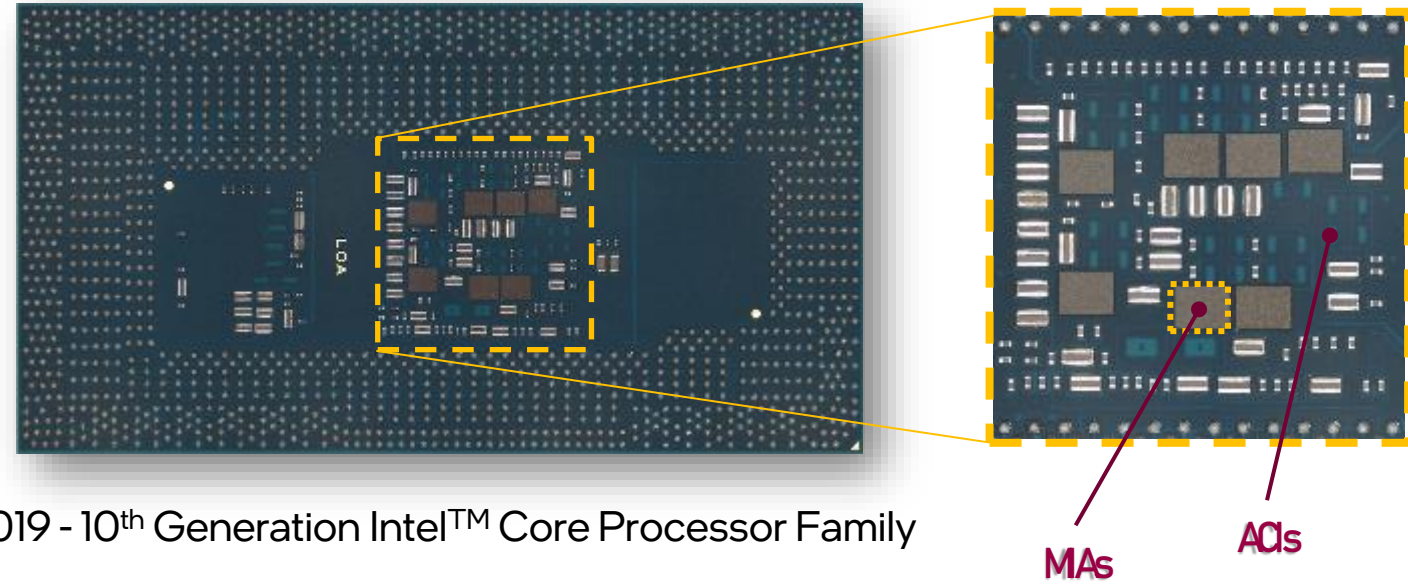 LOA
019 - 10th Generation Intel™ Core Processor Family
MIAs
ACIs